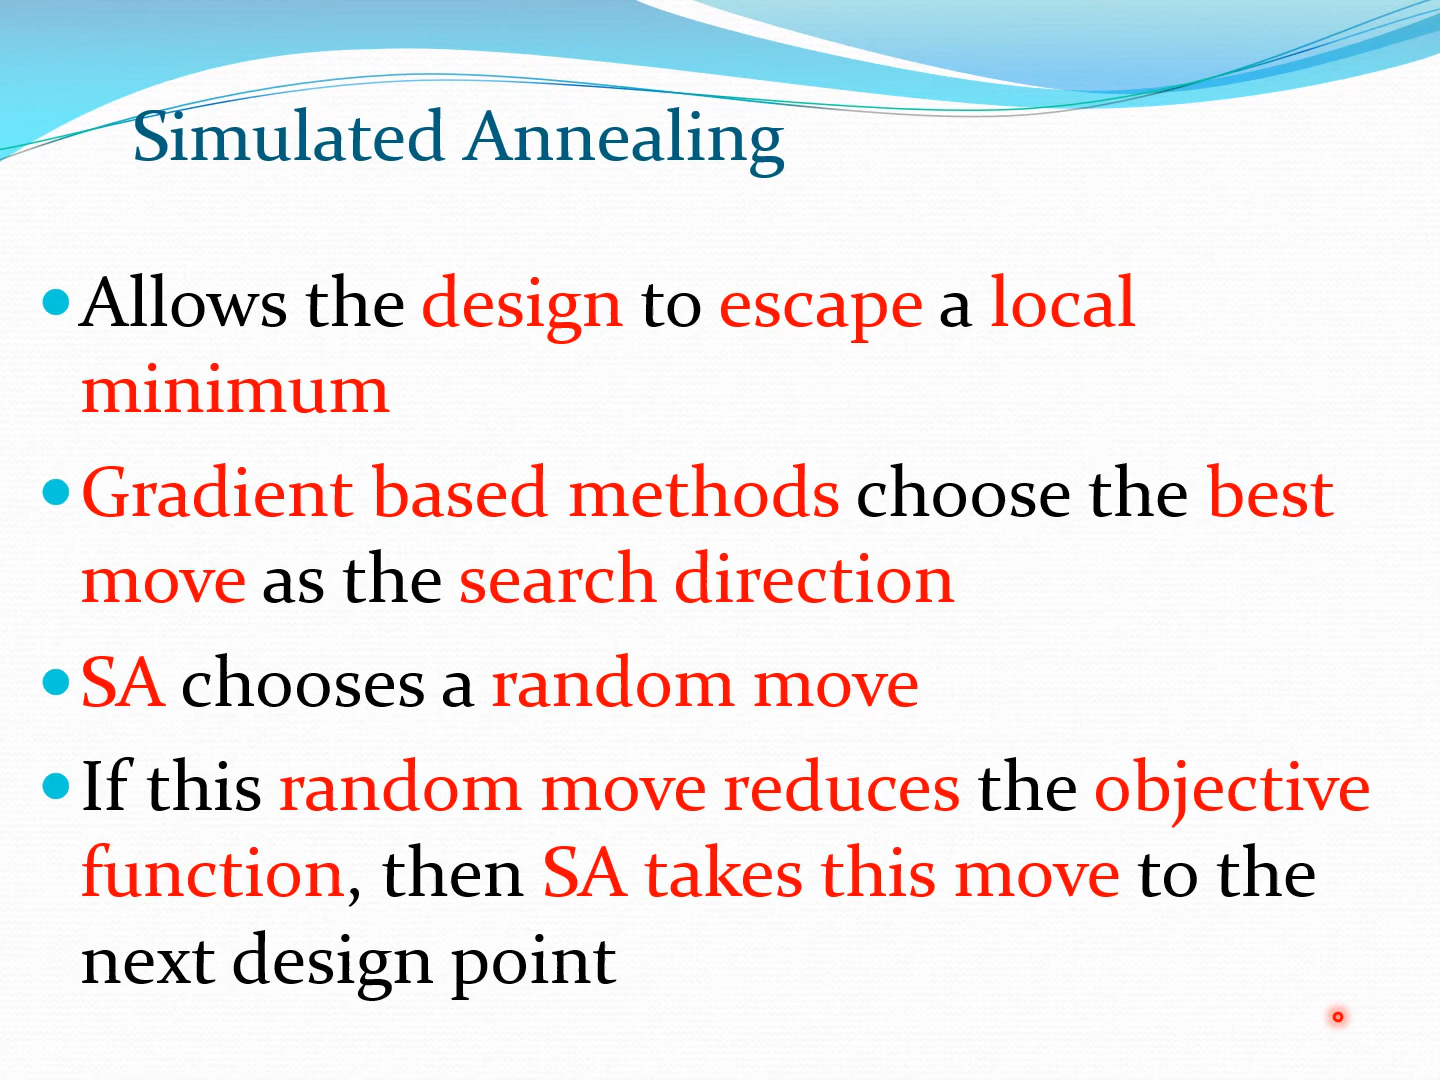 Simulated Annealing
•Allows the design to escape a local
minimum
•Gradient based methods choose the best
move as the search direction
•SA chooses a random move
•If this random move reduces the objective
function, then SA takes this move to the
next design point